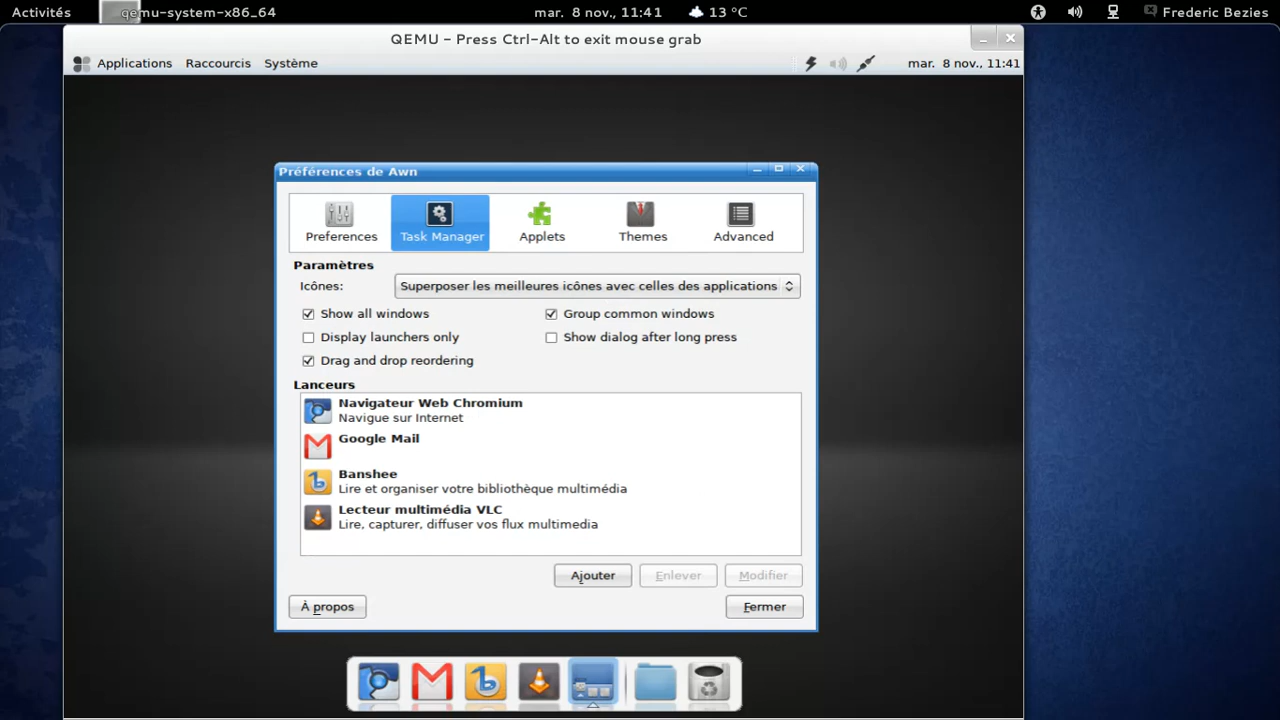 Activités qemu-system-x86_64 mar. 8 nov., 11:41 13 °C Frederic Bezies
QEMU - Press Ctrl-Alt to exit mouse grab
Applications Raccourcis Système mar. 8 nov., 11:41
Préférences de Awn
Preferences Task Manager Applets Themes Advanced
Paramètres
Icônes: Superposer les meilleures icônes avec celles des applications
Show all windows Group common windows
Display launchers only Show dialog after long press
Drag and drop reordering
Lanceurs
Navigateur Web Chromium
Navigue sur Internet
Google Mail
Banshee
Lire et organiser votre bibliothèque multimédia
Lecteur multimédia VLC
Lire, capturer, diffuser vos flux multimedia
Ajouter Enlever Modifier
À propos Fermer